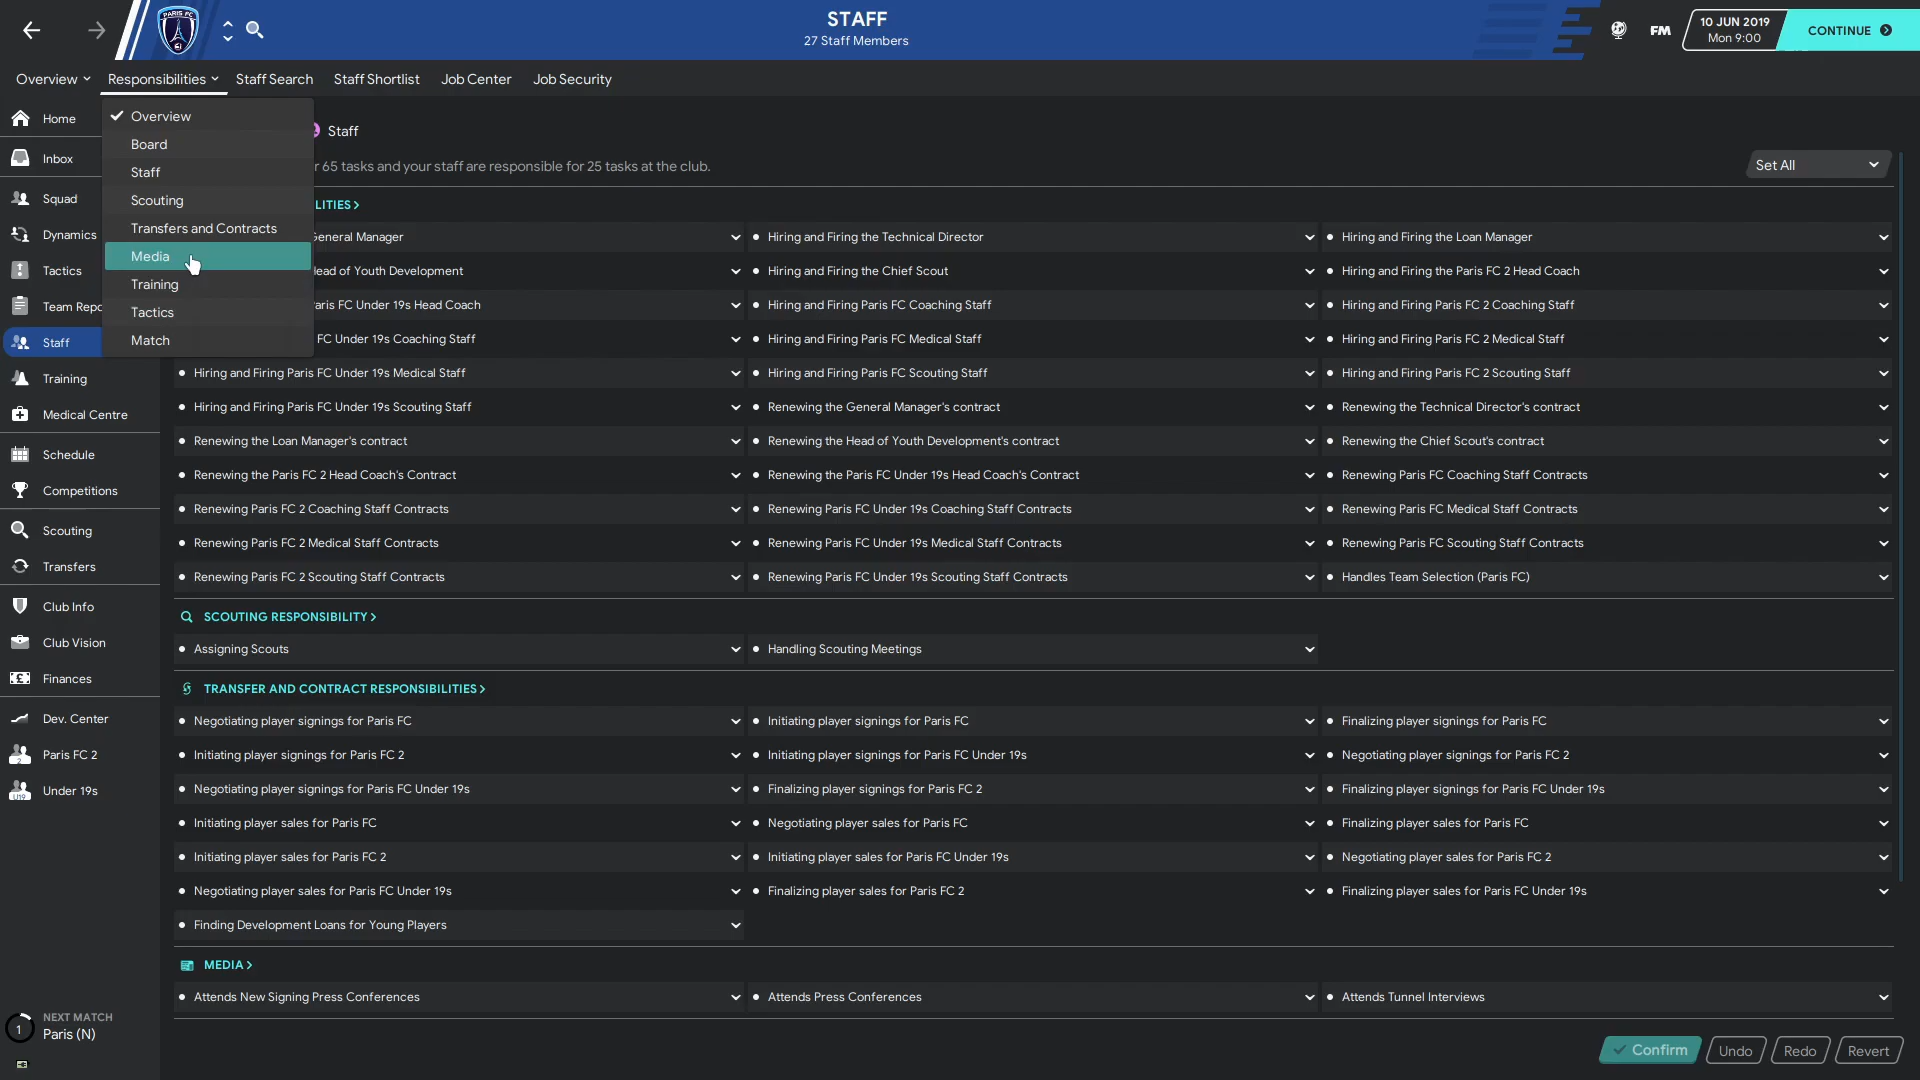 PARIS FC
STAFF
27 Staff Members
FM
10 JUN 2019
Mon 9:00
CONTINUE
Overview
Responsibilities
Staff Search
Staff Shortlist
Job Center
Job Security
Home
Inbox
Squad
Dynamics
Tactics
Team Repo
Staff
Training
Medical Centre
Schedule
Competitions
Scouting
Transfers
Club Info
Club Vision
Finances
Dev. Center
Paris FC 2
Under 19s
NEXT MATCH
1
Paris (N)
Overview
Board
Staff
Scouting
Transfers and Contracts
Media
Training
Tactics
Match
Staff
r 65 tasks and your staff are responsible for 25 tasks at the club.
Set All
LITIES >
General Manager
Hiring and Firing the Technical Director
Hiring and Firing the Loan Manager
Head of Youth Development
Hiring and Firing the Chief Scout
Hiring and Firing the Paris FC 2 Head Coach
aris FC Under 19s Head Coach
Hiring and Firing Paris FC Coaching Staff
Hiring and Firing Paris FC 2 Coaching Staff
FC Under 19s Coaching Staff
Hiring and Firing Paris FC Medical Staff
Hiring and Firing Paris FC 2 Medical Staff
Hiring and Firing Paris FC Under 19s Medical Staff
Hiring and Firing Paris FC Scouting Staff
Hiring and Firing Paris FC 2 Scouting Staff
Hiring and Firing Paris FC Under 19s Scouting Staff
Renewing the General Manager's contract
Renewing the Technical Director's contract
Renewing the Loan Manager's contract
Renewing the Head of Youth Development's contract
Renewing the Chief Scout's contract
Renewing the Paris FC 2 Head Coach's Contract
Renewing the Paris FC Under 19s Head Coach's Contract
Renewing Paris FC Coaching Staff Contracts
Renewing Paris FC 2 Coaching Staff Contracts
Renewing Paris FC Under 19s Coaching Staff Contracts
Renewing Paris FC Medical Staff Contracts
Renewing Paris FC 2 Medical Staff Contracts
Renewing Paris FC Under 19s Medical Staff Contracts
Renewing Paris FC Scouting Staff Contracts
Renewing Paris FC 2 Scouting Staff Contracts
Renewing Paris FC Under 19s Scouting Staff Contracts
Handles Team Selection (Paris FC)
SCOUTING RESPONSIBILITY >
Assigning Scouts
Handling Scouting Meetings
TRANSFER AND CONTRACT RESPONSIBILITIES >
Negotiating player signings for Paris FC
Initiating player signings for Paris FC
Finalizing player signings for Paris FC
Initiating player signings for Paris FC 2
Initiating player signings for Paris FC Under 19s
Negotiating player signings for Paris FC 2
Negotiating player signings for Paris FC Under 19s
Finalizing player signings for Paris FC 2
Finalizing player signings for Paris FC Under 19s
Initiating player sales for Paris FC
Negotiating player sales for Paris FC
Finalizing player sales for Paris FC
Initiating player sales for Paris FC 2
Initiating player sales for Paris FC Under 19s
Negotiating player sales for Paris FC 2
Negotiating player sales for Paris FC Under 19s
Finalizing player sales for Paris FC 2
Finalizing player sales for Paris FC Under 19s
Finding Development Loans for Young Players
MEDIA >
Attends New Signing Press Conferences
Attends Press Conferences
Attends Tunnel Interviews
Confirm
Undo
Redo
Revert